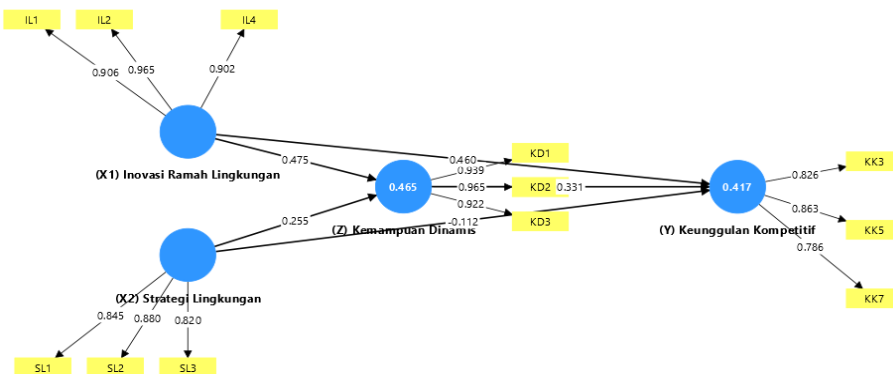 IL1
IL2
IL4
0.906
0.965
0.902
(X1) Inovasi Ramah Lingkungan
0.475
0.460
KD1
0.939
KK3
0.826
0.465
0.965
KD2
0.331
0.417
0.863
0.922
KD3
0.255
-0.112
(Z) Kemampuan Dinamis
(Y) Keunggulan Kompetitif
KK5
0.786
(X2) Strategi Lingkungan
KK7
0.845
0.880
0.820
SL1
SL2
SL3